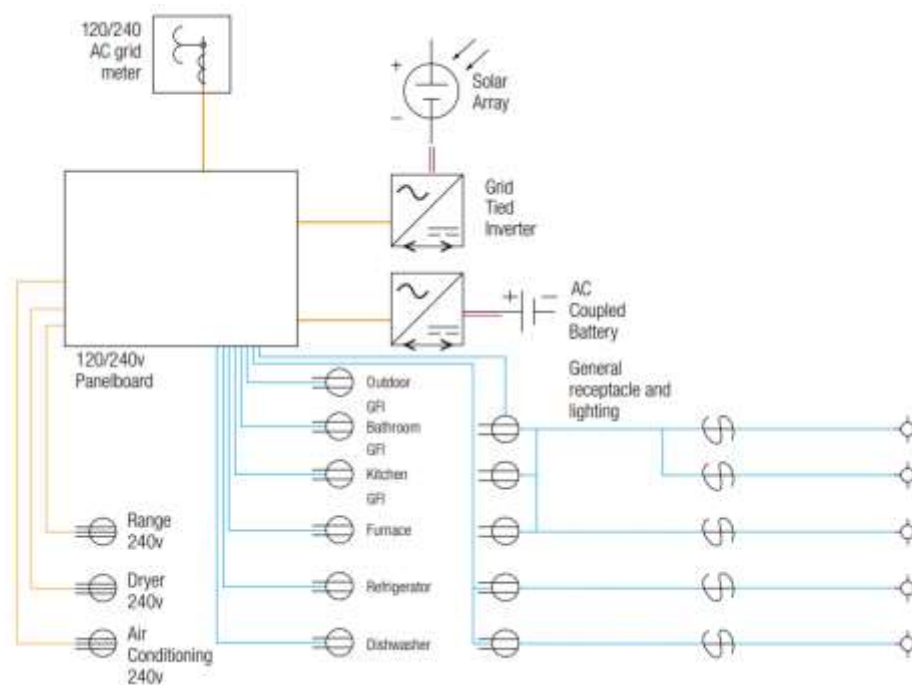 120/240
AC grid
meter
+
Solar
Array
−
Grid
Tied
Inverter
+
−
AC
Coupled
Battery
120/240v
Panelboard
General
receptacle and
lighting
Outdoor
GFI
Bathroom
GFI
Kitchen
GFI
Furnace
Refrigerator
Dishwasher
Range
240v
Dryer
240v
Air
Conditioning
240v